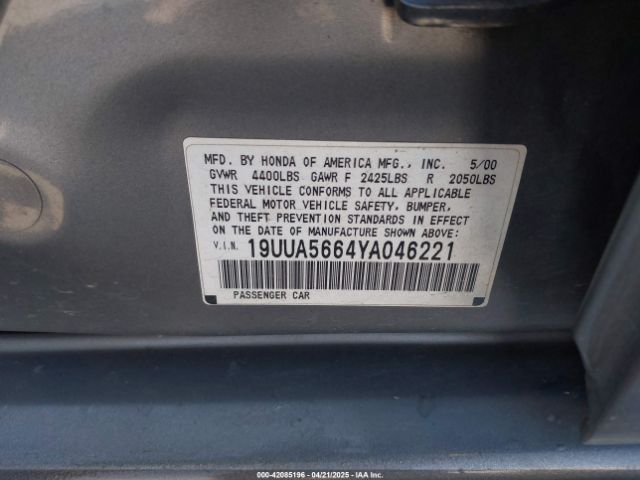 MFD. BY HONDA OF AMERICA MFG., INC. 5/00
GVWR 4400LBS GAWR F 2425LBS R 2050LBS
THIS VEHICLE CONFORMS TO ALL APPLICABLE
FEDERAL MOTOR VEHICLE SAFETY, BUMPER,
AND THEFT PREVENTION STANDARDS IN EFFECT
ON THE DATE OF MANUFACTURE SHOWN ABOVE:
V.I.N. 19UUA5664YA046221
PASSENGER CAR
000-42085196 - 04/21/2025 - IAAI.COM